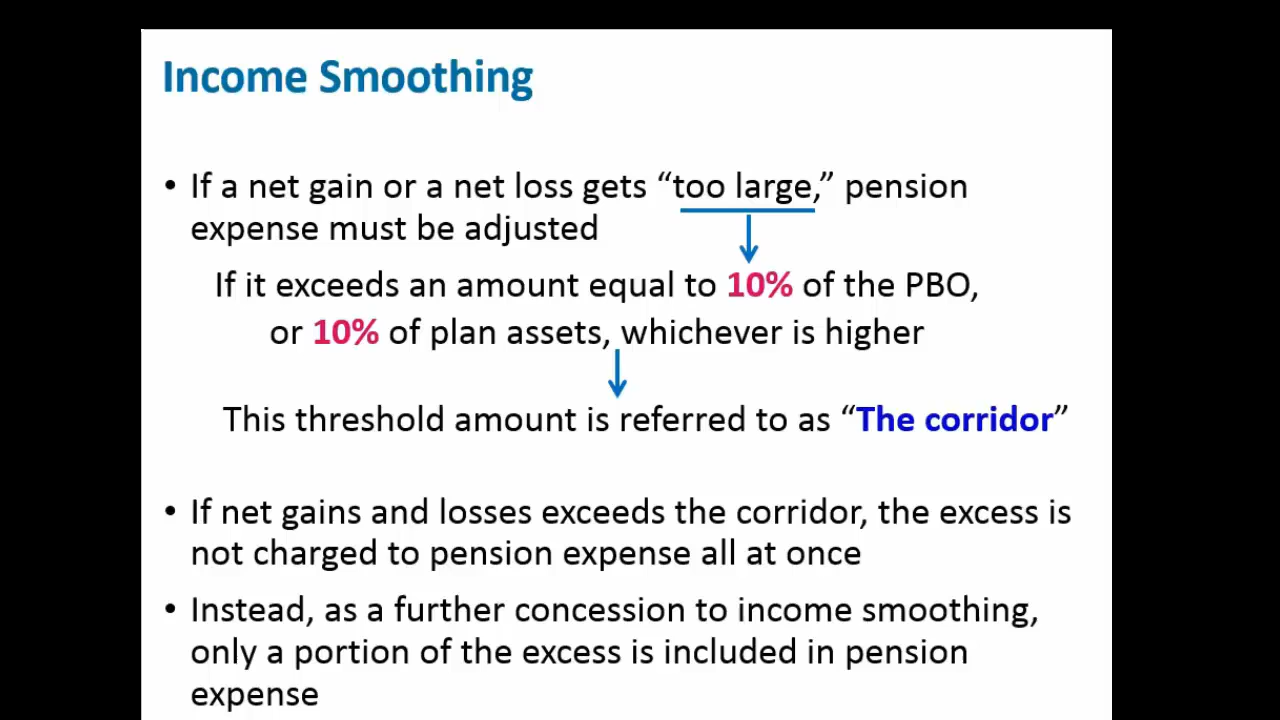 Income Smoothing
• If a net gain or a net loss gets “too large,” pension
expense must be adjusted
If it exceeds an amount equal to 10% of the PBO,
or 10% of plan assets, whichever is higher
This threshold amount is referred to as “The corridor”
• If net gains and losses exceeds the corridor, the excess is
not charged to pension expense all at once
• Instead, as a further concession to income smoothing,
only a portion of the excess is included in pension
expense